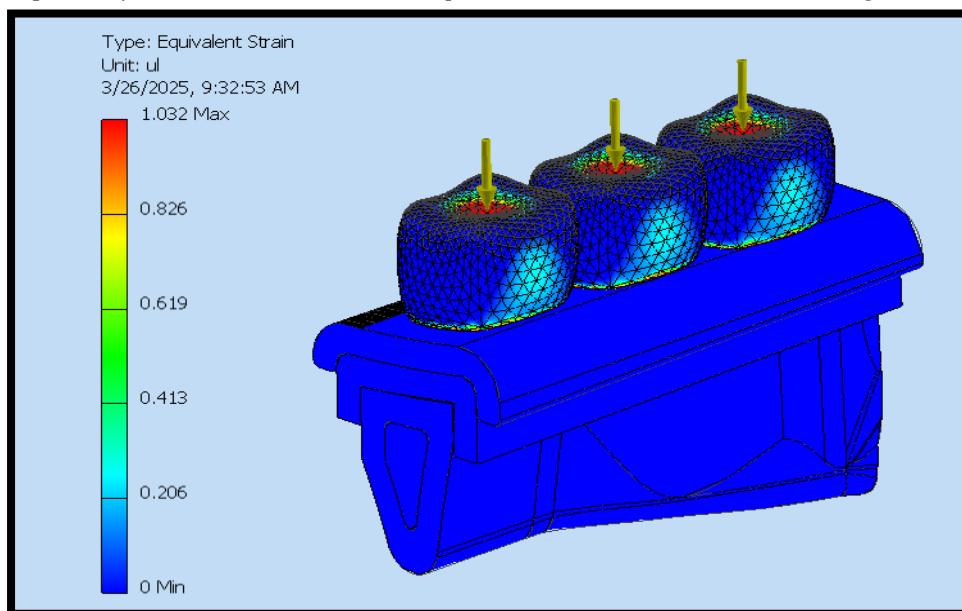 Type: Equivalent Strain
Unit: ul
3/26/2025, 9:32:53 AM
1.032 Max
0.826
0.619
0.413
0.206
0 Min